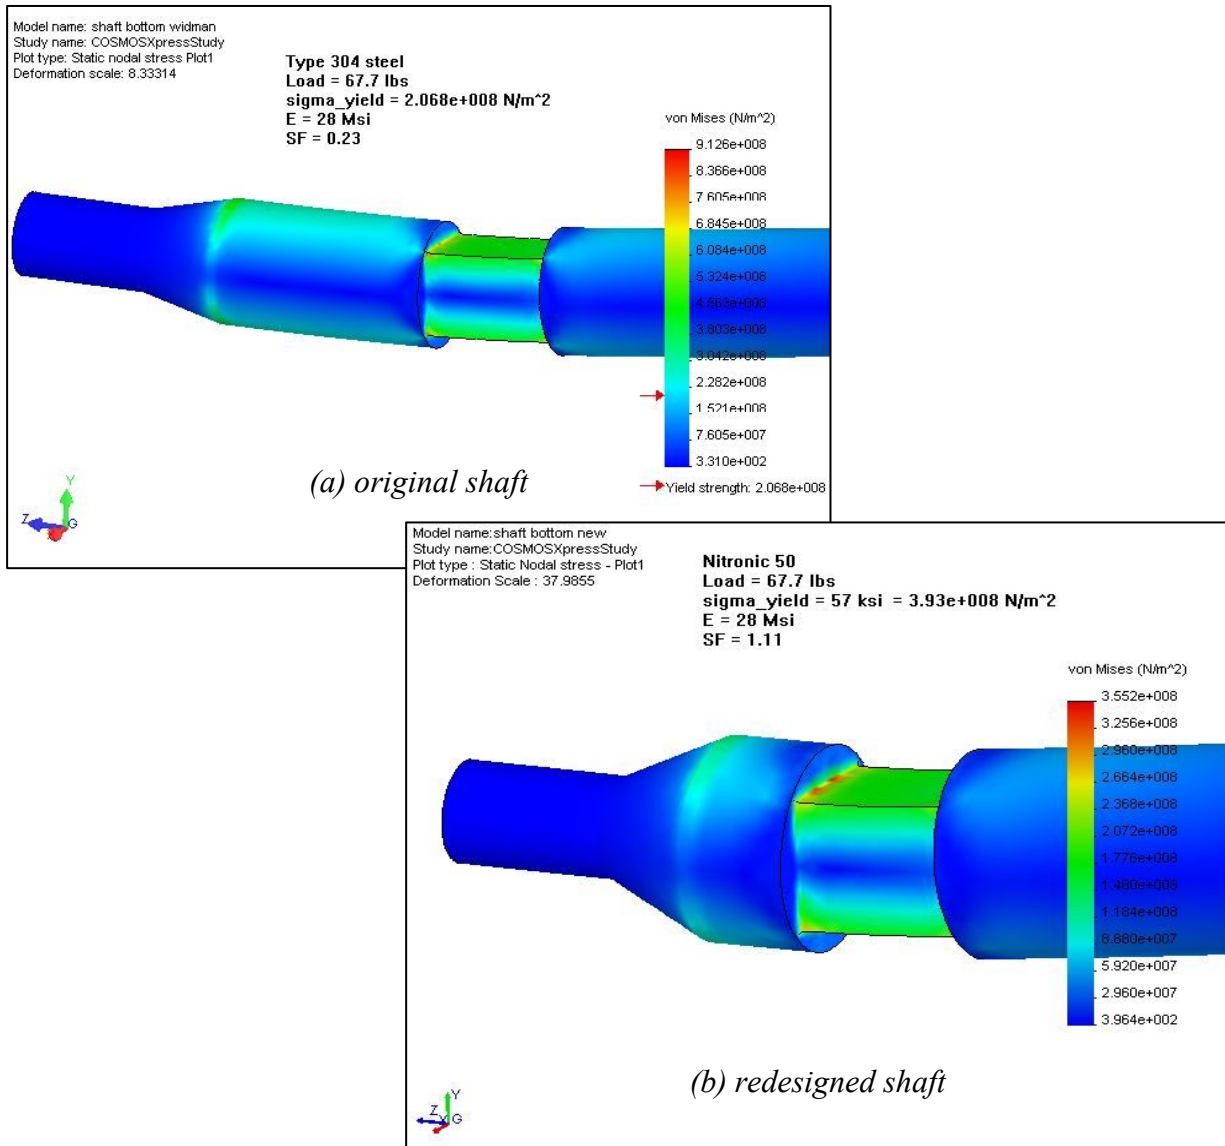 Model name: shaft bottom widman
Study name: COSMOSXpressStudy
Plot type: Static nodal stress Plot1
Deformation scale: 8.33314
Type 304 steel
Load = 67.7 lbs
sigma_yield = 2.068e+008 N/m^2
E = 28 Msi
SF = 0.23
von Mises (N/m^2)
9.126e+008
8.366e+008
7.605e+008
6.845e+008
6.084e+008
5.324e+008
4.563e+008
3.803e+008
3.042e+008
2.282e+008
1.521e+008
7.605e+007
3.310e+002
Yield strength: 2.068e+008
Y
Z
G
(a) original shaft
Model name:shaft bottom new
Study name:COSMOSXpressStudy
Plot type : Static Nodal stress - Plot1
Deformation Scale : 37.9855
Nitronic 50
Load = 67.7 lbs
sigma_yield = 57 ksi = 3.93e+008 N/m^2
E = 28 Msi
SF = 1.11
von Mises (N/m^2)
3.552e+008
3.256e+008
2.960e+008
2.664e+008
2.368e+008
2.072e+008
1.776e+008
1.480e+008
1.184e+008
8.880e+007
5.920e+007
2.960e+007
3.964e+002
Y
Z
X
G
(b) redesigned shaft